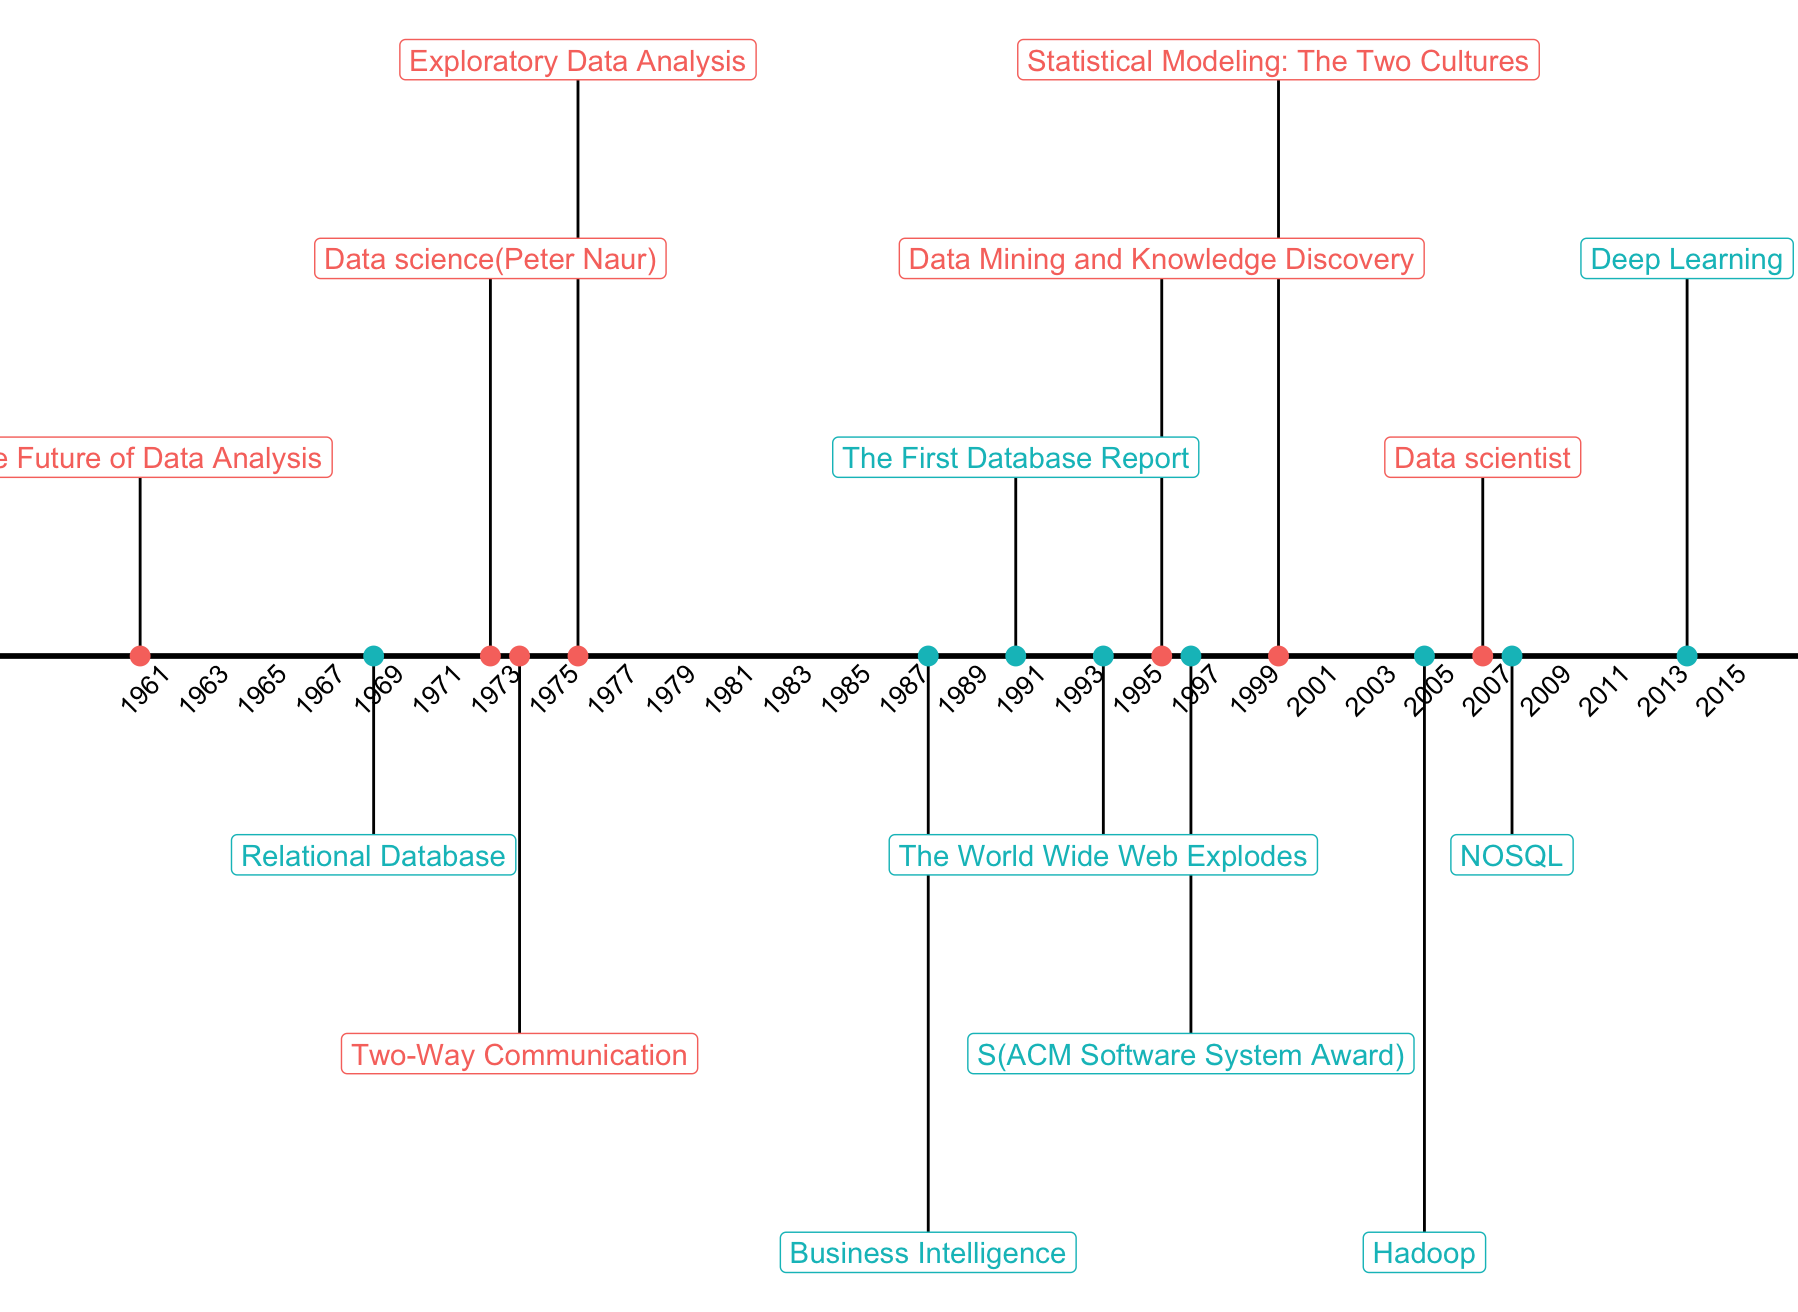 Exploratory Data Analysis
Statistical Modeling: The Two Cultures
Data science(Peter Naur)
Data Mining and Knowledge Discovery
Deep Learning
Future of Data Analysis
The First Database Report
Data scientist
1961
1963
1965
1967
1969
1971
1973
1975
1977
1979
1981
1983
1985
1987
1989
1991
1993
1995
1997
1999
2001
2003
2005
2007
2009
2011
2013
2015
Relational Database
The World Wide Web Explodes
NOSQL
Two-Way Communication
S(ACM Software System Award)
Business Intelligence
Hadoop